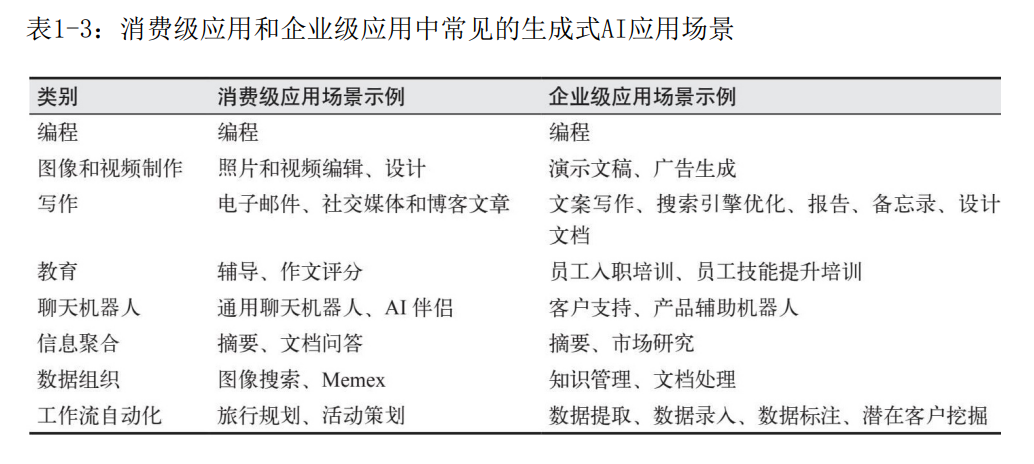 表1-3：消费级应用和企业级应用中常见的生成式AI应用场景
类别 消费级应用场景示例 企业级应用场景示例
编程 编程 编程
图像和视频制作 照片和视频编辑、设计 演示文稿、广告生成
写作 电子邮件、社交媒体和博客文章 文案写作、搜索引擎优化、报告、备忘录、设计
文档
教育 辅导、作文评分 员工入职培训、员工技能提升培训
聊天机器人 通用聊天机器人、AI 伴侣 客户支持、产品辅助机器人
信息聚合 摘要、文档问答 摘要、市场研究
数据组织 图像搜索、Memex 知识管理、文档处理
工作流自动化 旅行规划、活动策划 数据提取、数据录入、数据标注、潜在客户挖掘